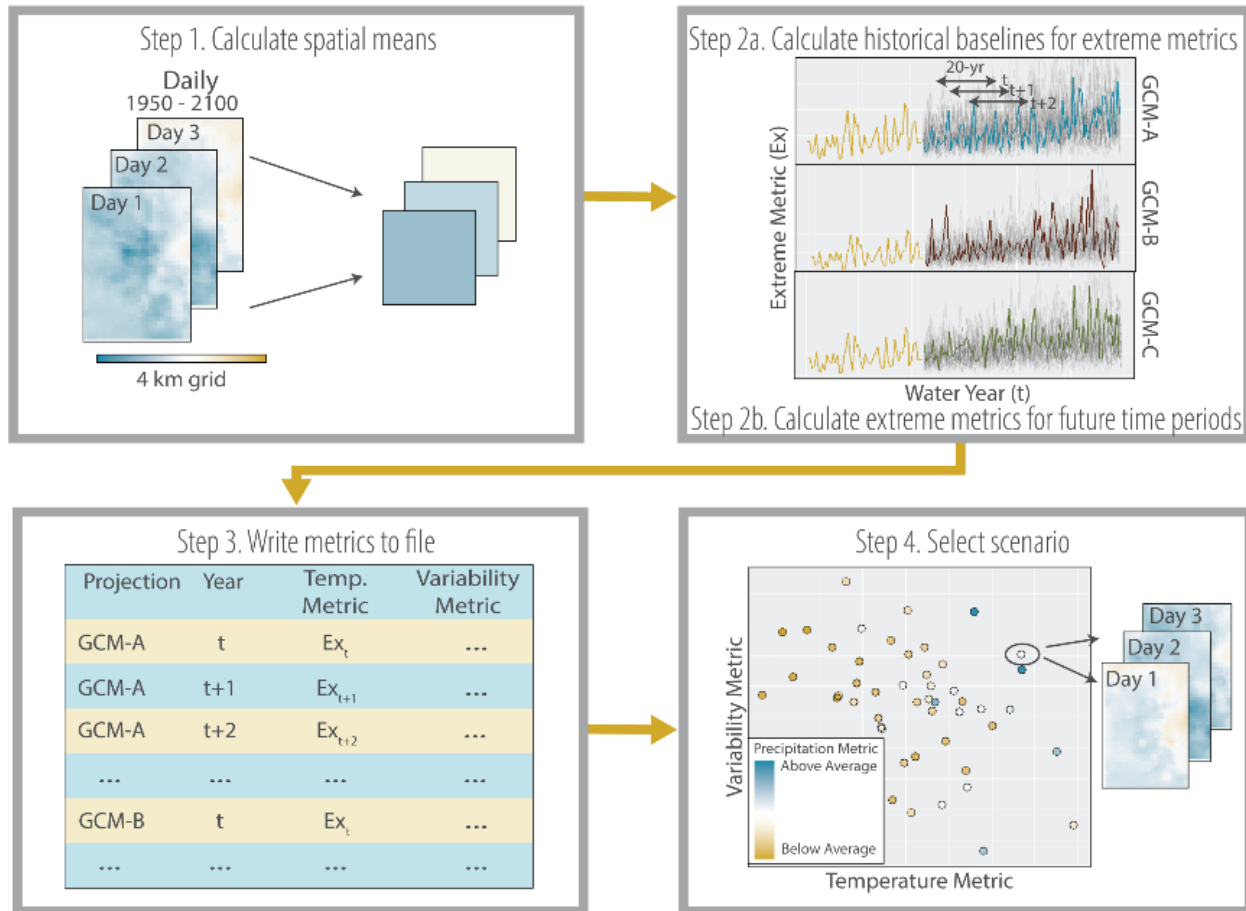 Step 1. Calculate spatial means
Daily
1950 - 2100
Day 3
Day 2
Day 1
4 km grid
Step 2a. Calculate historical baselines for extreme metrics
20-yr
t
t+1
t+2
Extreme Metric (Ex)
GCM-A
GCM-B
GCM-C
Water Year (t)
Step 2b. Calculate extreme metrics for future time periods
Step 3. Write metrics to file
Projection Year Temp. Metric Variability Metric
GCM-A t Ext ...
GCM-A t+1 Ext+1 ...
GCM-A t+2 Ext+2 ...
... ... ... ...
GCM-B t Ext ...
... ... ... ...
Step 4. Select scenario
Variability Metric
Precipitation Metric
Above Average
Below Average
Temperature Metric
Day 3
Day 2
Day 1